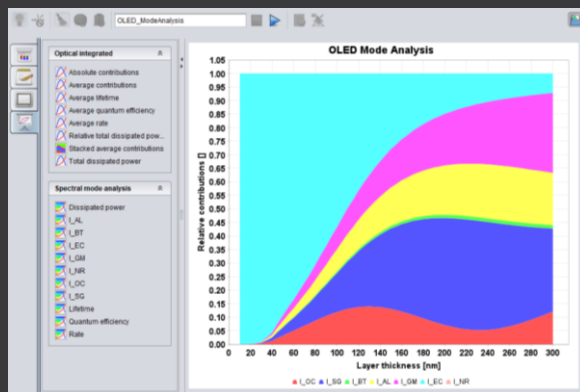 OLED_ModeAnalysis
Optical integrated
Absolute contributions
Average contributions
Average lifetime
Average quantum efficiency
Average rate
Relative total dissipated pow...
Stacked average contributions
Total dissipated power
Spectral mode analysis
Dissipated power
I_AL
I_BT
I_EC
I_GM
I_NR
I_OC
I_SG
Lifetime
Quantum efficiency
Rate
OLED Mode Analysis
1.05
1.00
0.95
0.90
0.85
0.80
0.75
0.70
0.65
0.60
0.55
0.50
0.45
0.40
0.35
0.30
0.25
0.20
0.15
0.10
0.05
0.00
Relative contributions []
0 20 40 60 80 100 120 140 160 180 200 220 240 260 280 300
Layer thickness [nm]
I_OC I_SG I_BT I_AL I_GM I_EC I_NR